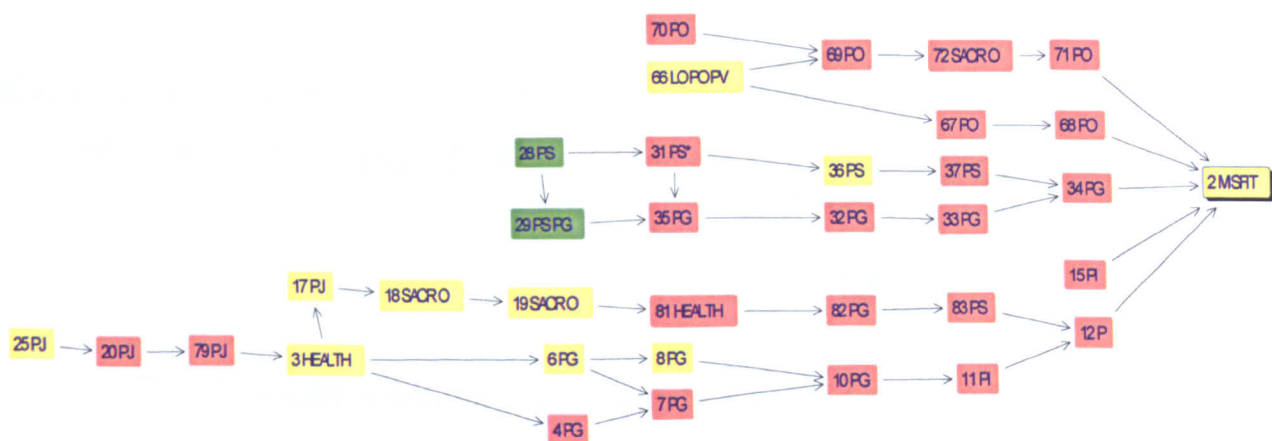 70 PO
69 PO
72 SACRO
71 PO
66 LOPOPV
67 PO
68 PO
28 PS
31 PS*
36 PS
37 PS
34 PG
2 MSFIT
29 PS PG
35 PG
32 PG
33 PG
17 PJ
18 SACRO
19 SACRO
81 HEALTH
82 PG
83 PS
15 PI
12 P
25 PJ
20 PJ
79 PJ
3 HEALTH
6 PG
8 PG
10 PG
11 PI
7 PG
4 PG